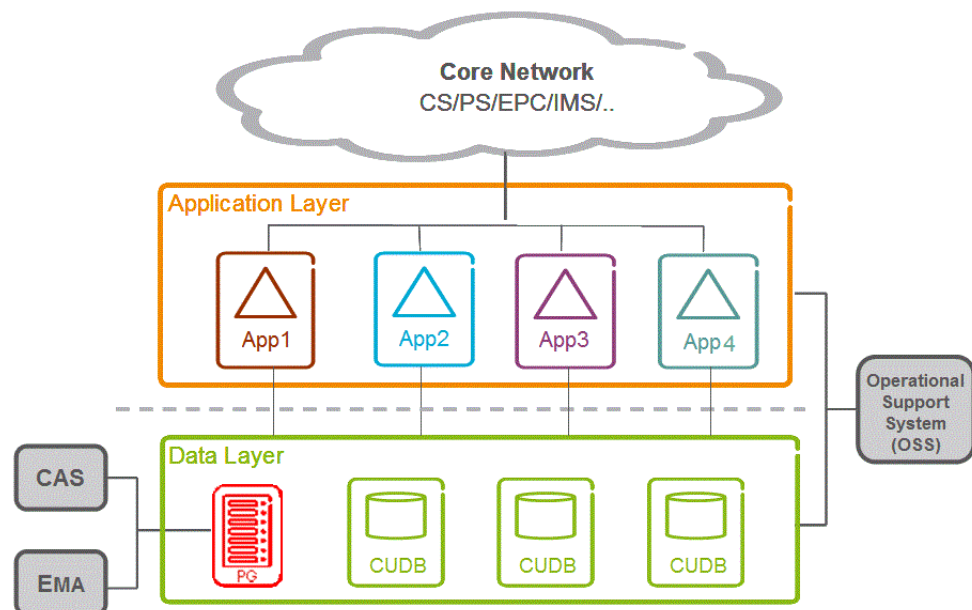 Core Network
CS/PS/EPC/IMS/..
Application Layer
App1
App2
App3
App4
Operational
Support
System
(OSS)
Data Layer
CAS
EMA
PG
CUDB
CUDB
CUDB